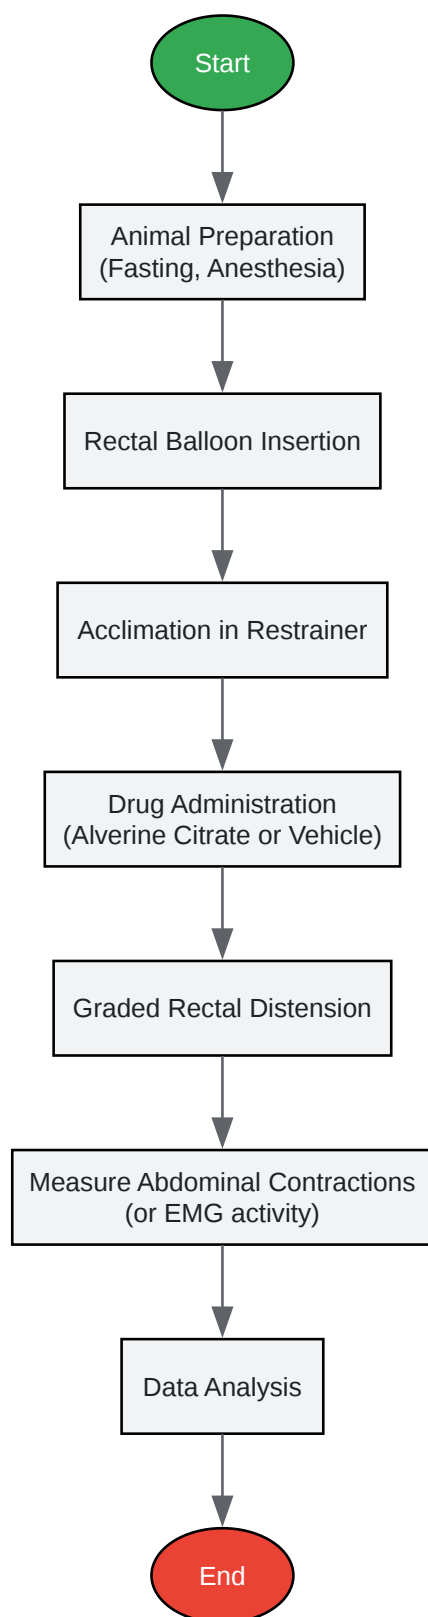 Start
Animal Preparation
(Fasting, Anesthesia)
Rectal Balloon Insertion
Acclimation in Restrainer
Drug Administration
(Alverine Citrate or Vehicle)
Graded Rectal Distension
Measure Abdominal Contractions
(or EMG activity)
Data Analysis
End